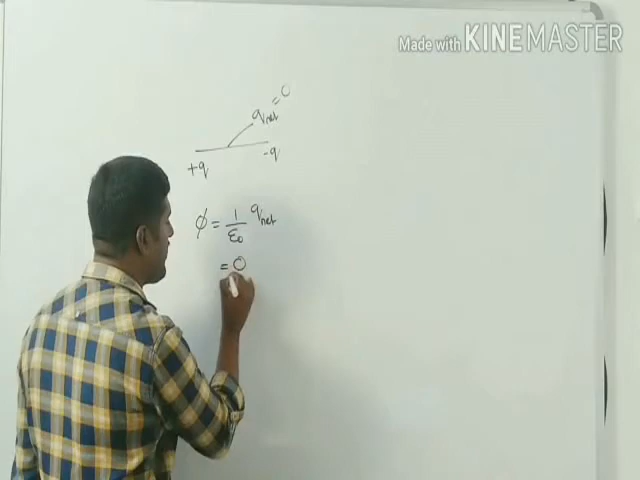 Made with KINEMASTER
q_net = 0
+q -q
ϕ = 1/ε₀ q_net
= 0